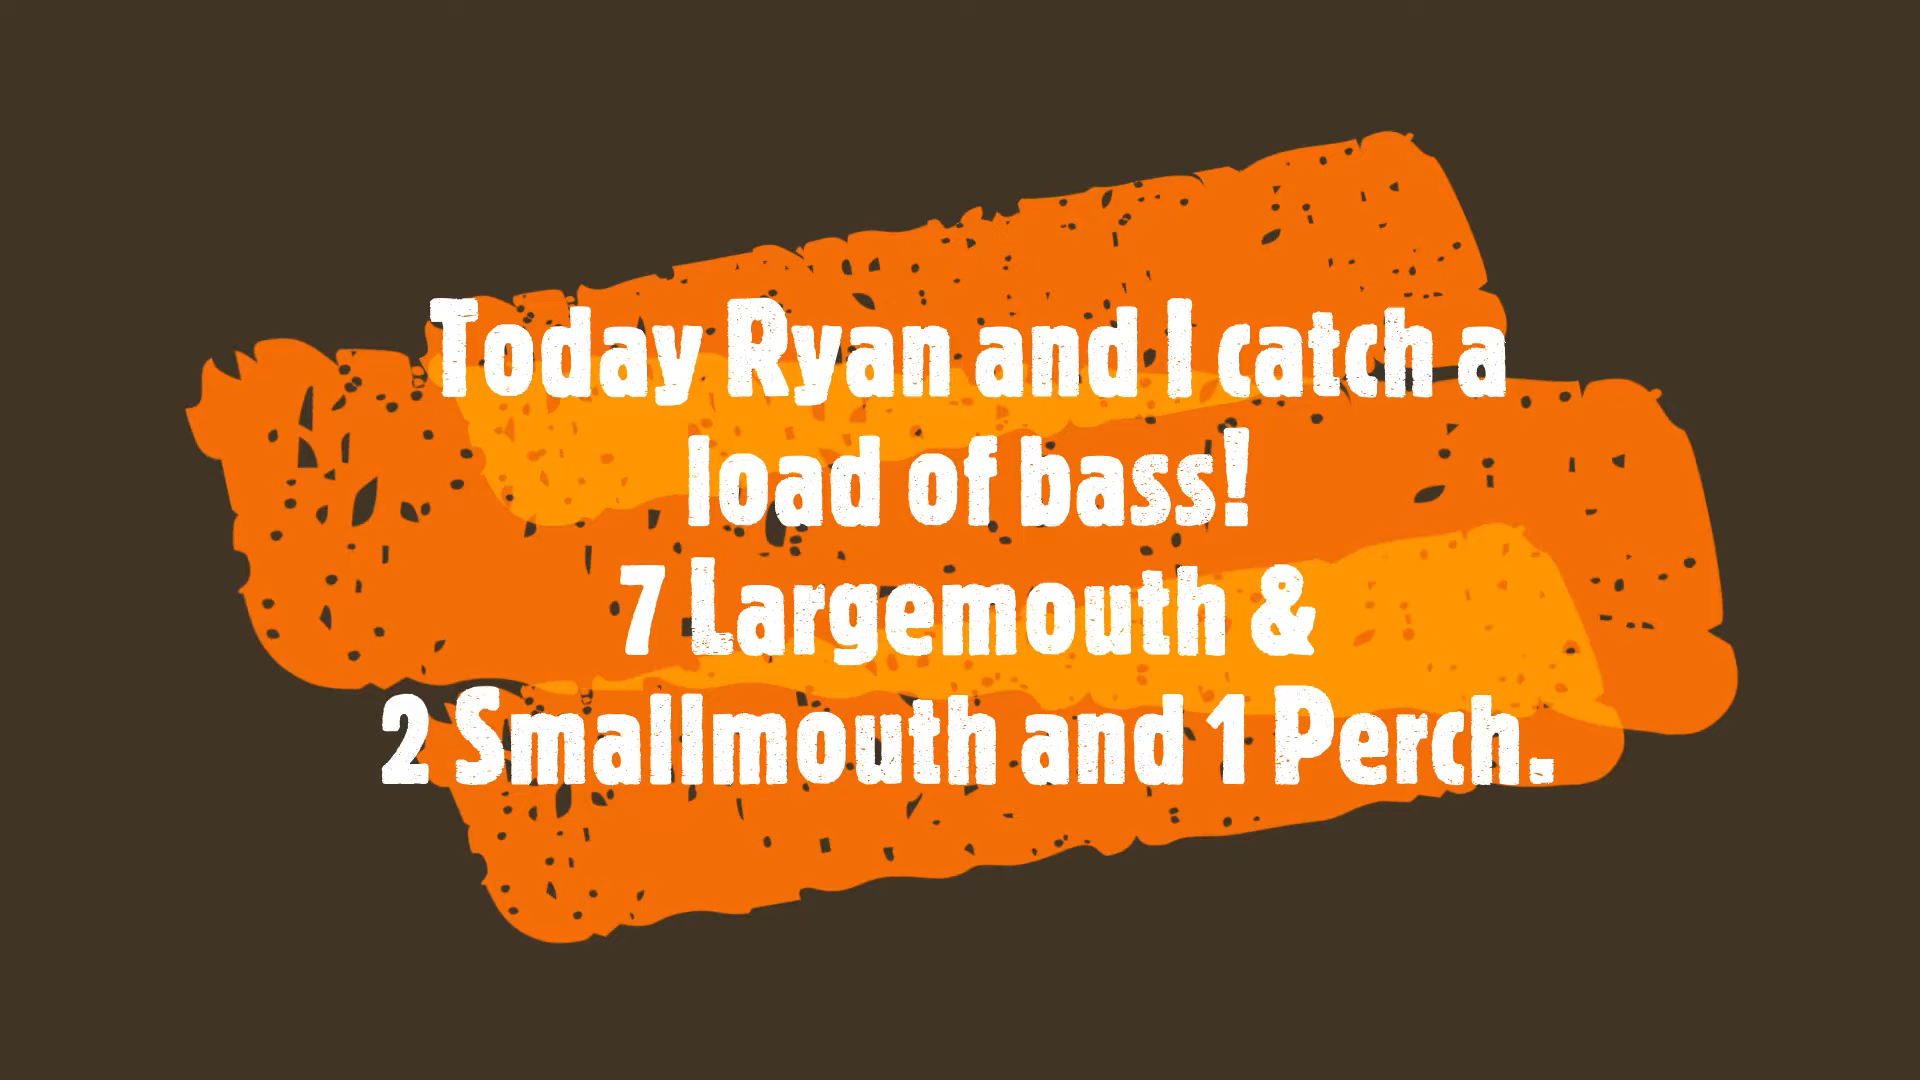 Today Ryan and I catch a
load of bass!
7 Largemouth &
2 Smallmouth and 1 Perch.